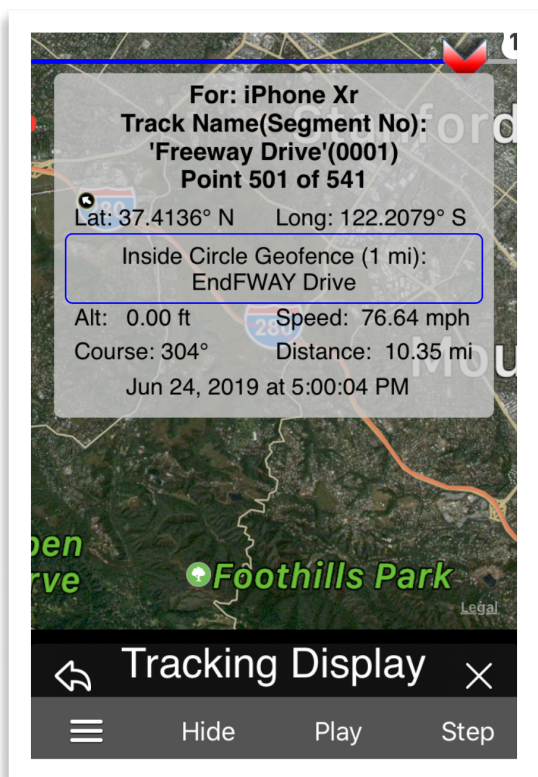 1
For: iPhone Xr
Track Name(Segment No):
'Freeway Drive'(0001)
Point 501 of 541
Lat: 37.4136° N Long: 122.2079° S
Inside Circle Geofence (1 mi):
EndFWAY Drive
Alt: 0.00 ft Speed: 76.64 mph
280
Course: 304° Distance: 10.35 mi
Jun 24, 2019 at 5:00:04 PM
Foothills Park
Legal
Tracking Display
Hide Play Step